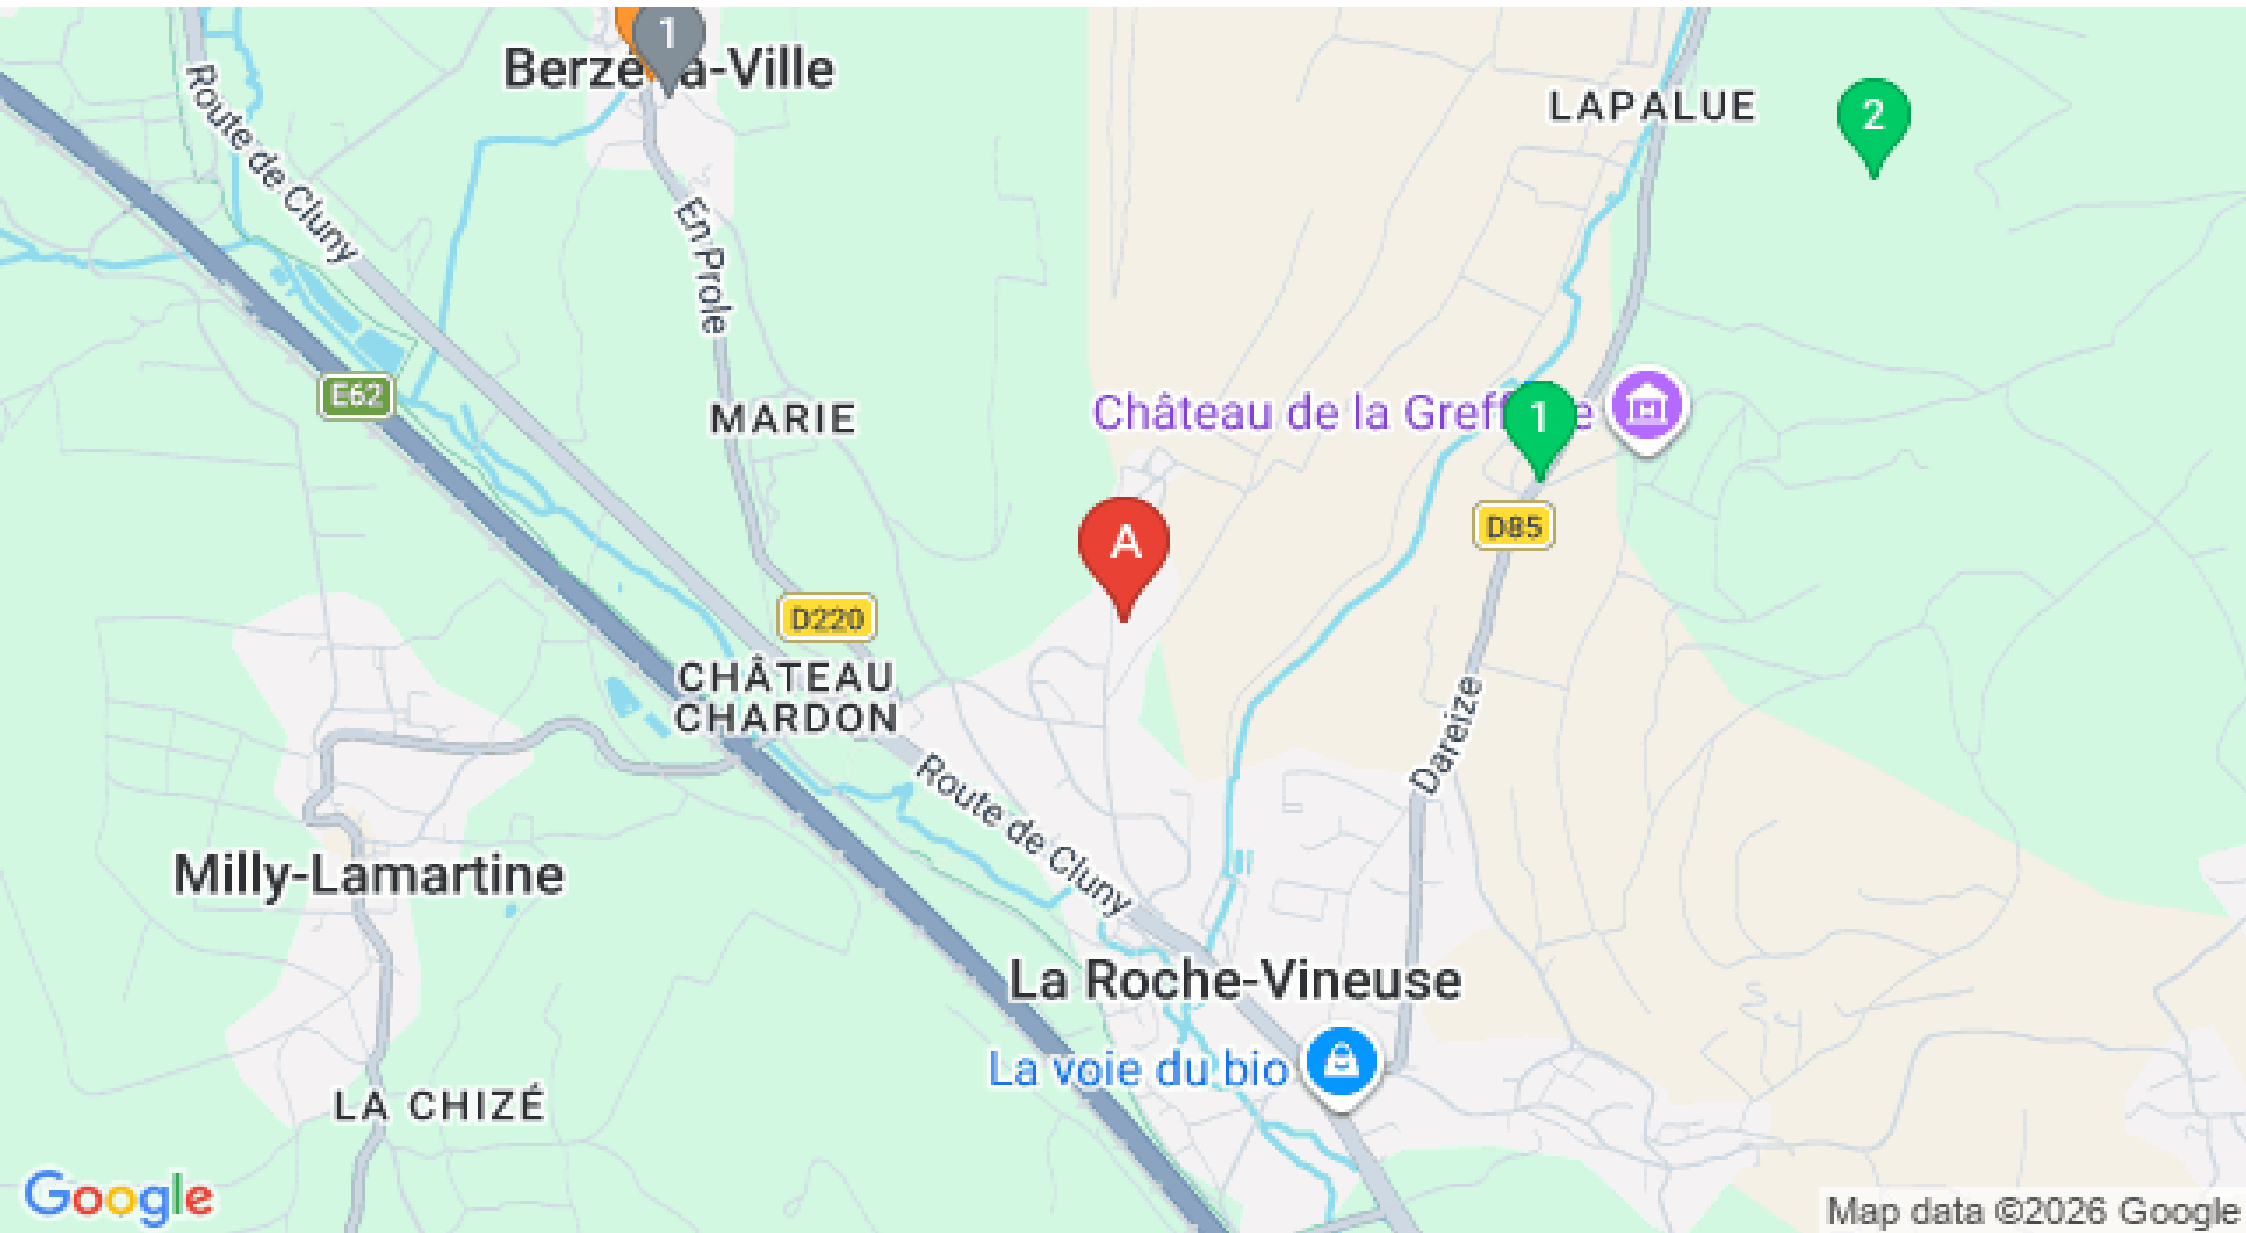 1
Berzé-la-Ville
Route de Cluny
LAPALUE
2
En Prole
E62
MARIE
Château de la Greff
e
1
A
D85
D220
CHÂTEAU
CHARDON
Dareize
Route de Cluny
Milly-Lamartine
La Roche-Vineuse
La voie du bio
LA CHIZÉ
Google
Map data ©2026 Google